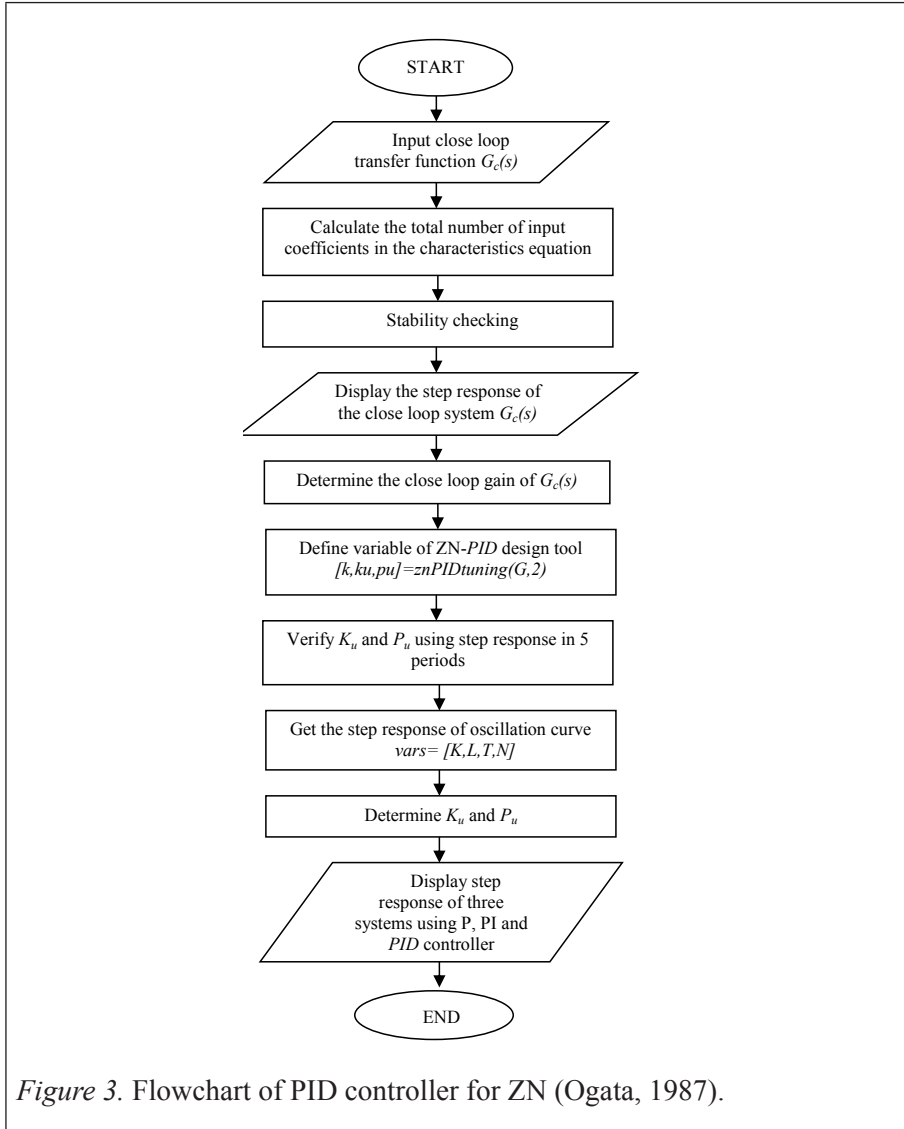 START
Input close loop
transfer function Gc(s)
Calculate the total number of input
coefficients in the characteristics equation
Stability checking
Display the step response of
the close loop system Gc(s)
Determine the close loop gain of Gc(s)
Define variable of ZN-PID design tool
[k,ku,pu]=znPIDtuning(G,2)
Verify Ku and Pu using step response in 5
periods
Get the step response of oscillation curve
vars= [K,L,T,N]
Determine Ku and Pu
Display step
response of three
systems using P, PI and
PID controller
END
Figure 3. Flowchart of PID controller for ZN (Ogata, 1987).